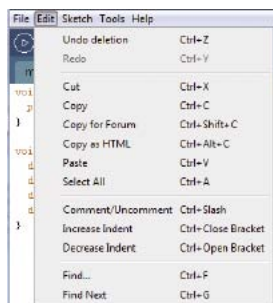 File Edit Sketch Tools Help
Undo deletion Ctrl+Z
Redo Ctrl+Y
Cut Ctrl+X
Copy Ctrl+C
Copy for Forum Ctrl+Shift+C
Copy as HTML Ctrl+Alt+C
Paste Ctrl+V
Select All Ctrl+A
Comment/Uncomment Ctrl+Slash
Increase Indent Ctrl+Close Bracket
Decrease Indent Ctrl+Open Bracket
Find... Ctrl+F
Find Next Ctrl+G